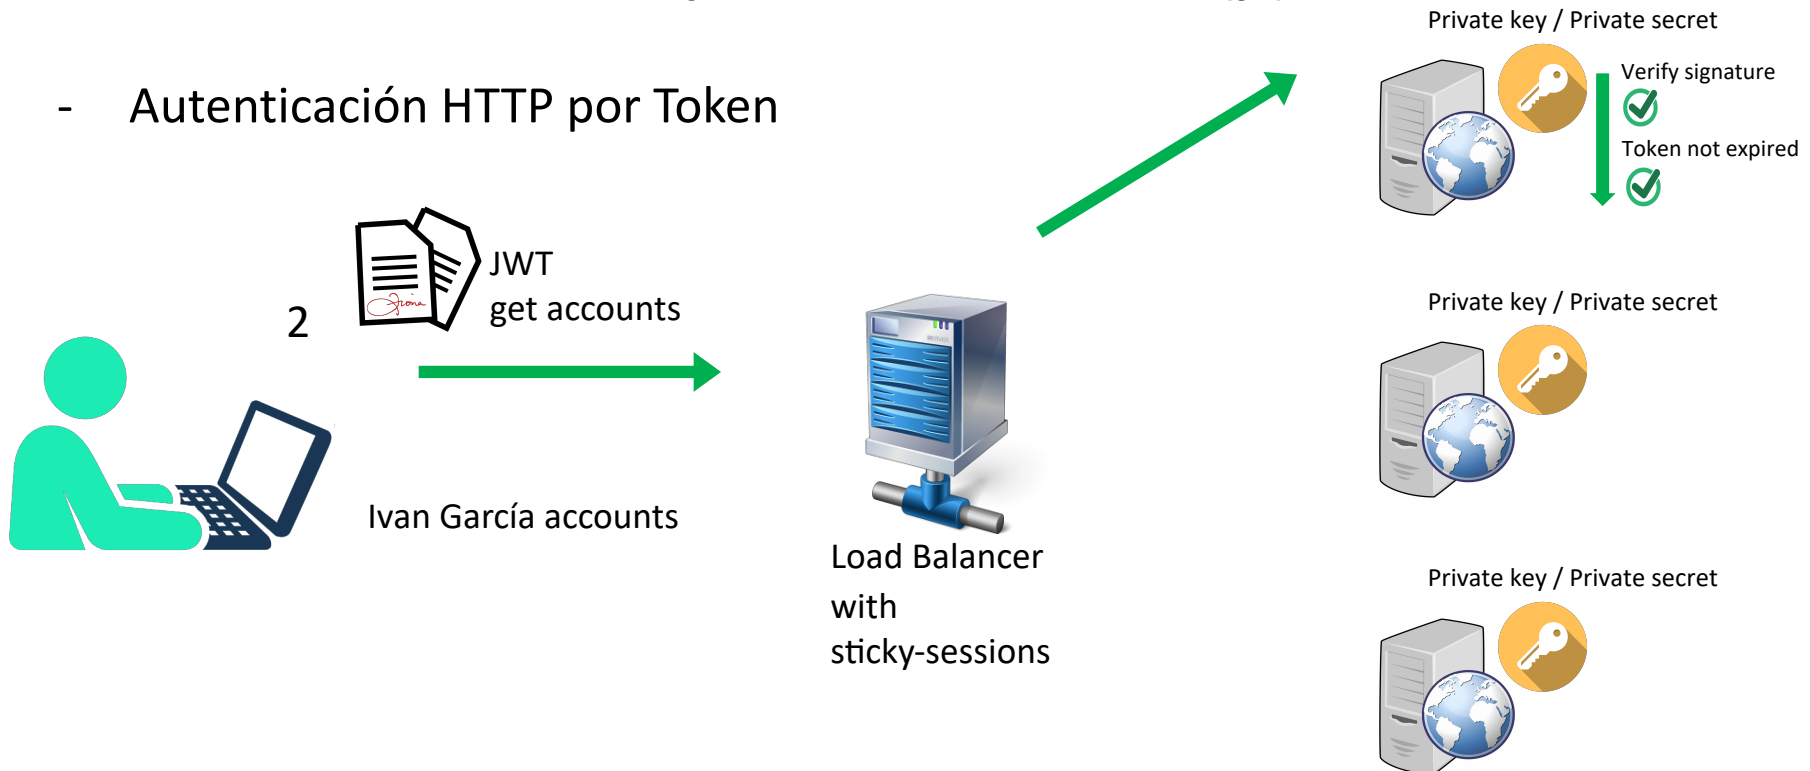 Private key / Private secret
- Autenticación HTTP por Token
Verify signature
Token not expired
JWT
get accounts
2
Private key / Private secret
Ivan García accounts
Load Balancer
with
sticky-sessions
Private key / Private secret